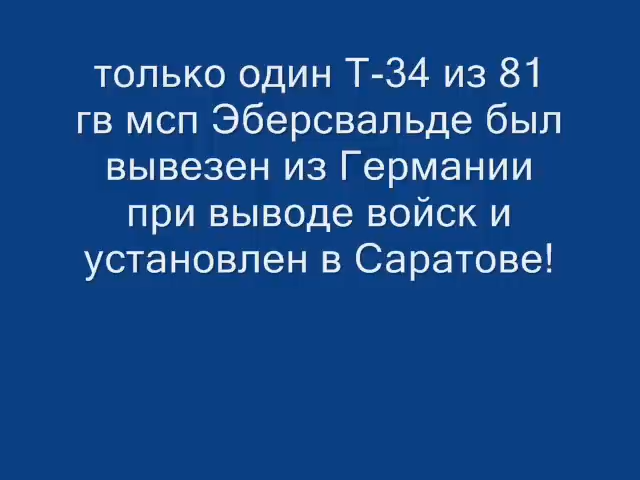 только один Т-34 из 81
гв мсп Эберсвальде был
вывезен из Германии
при выводе войск и
установлен в Саратове!